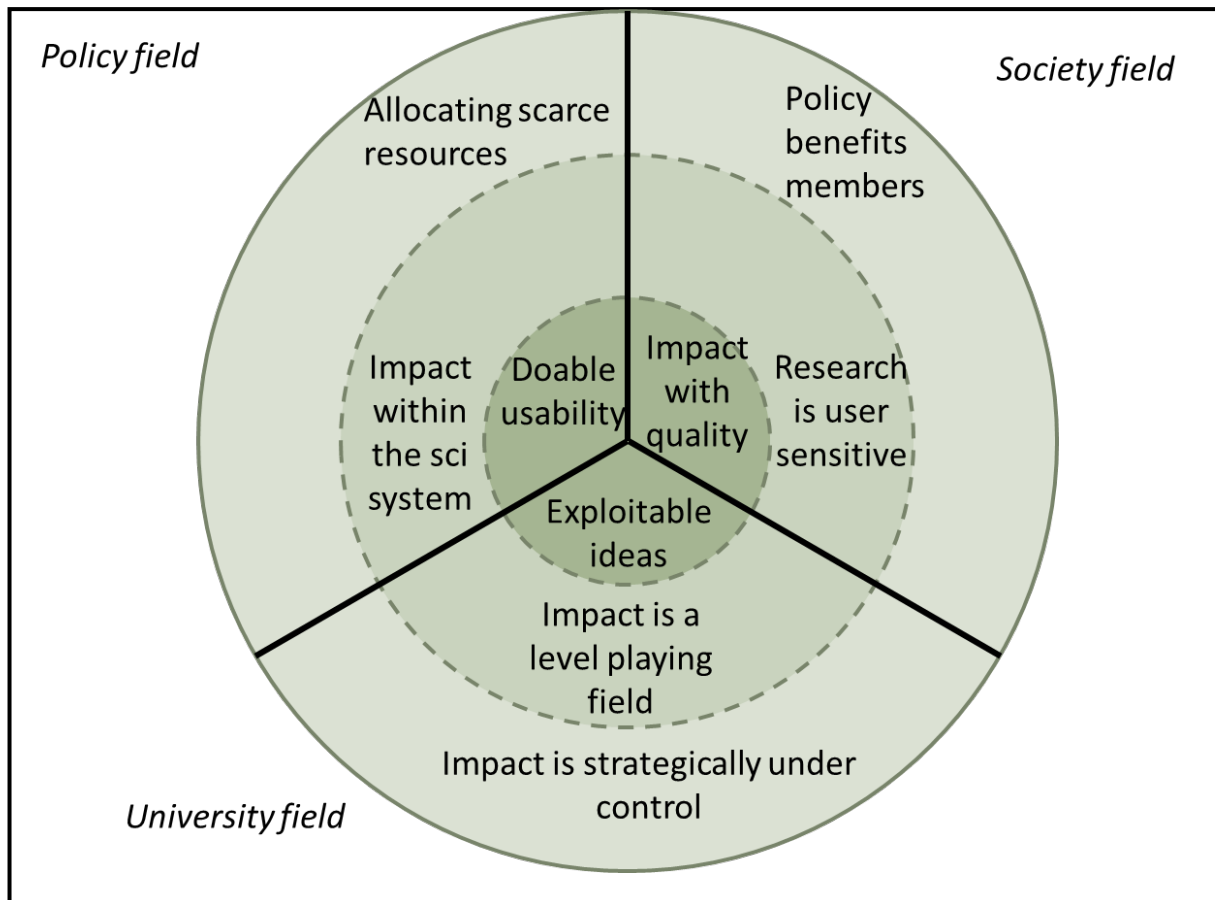 Policy field
Society field
Allocating scarce
resources
Policy
benefits
members
Impact
within
the sci
system
Doable
usability
Impact
with
quality
Research
is user
sensitive
Exploitable
ideas
Impact is a
level playing
field
Impact is strategically under
control
University field